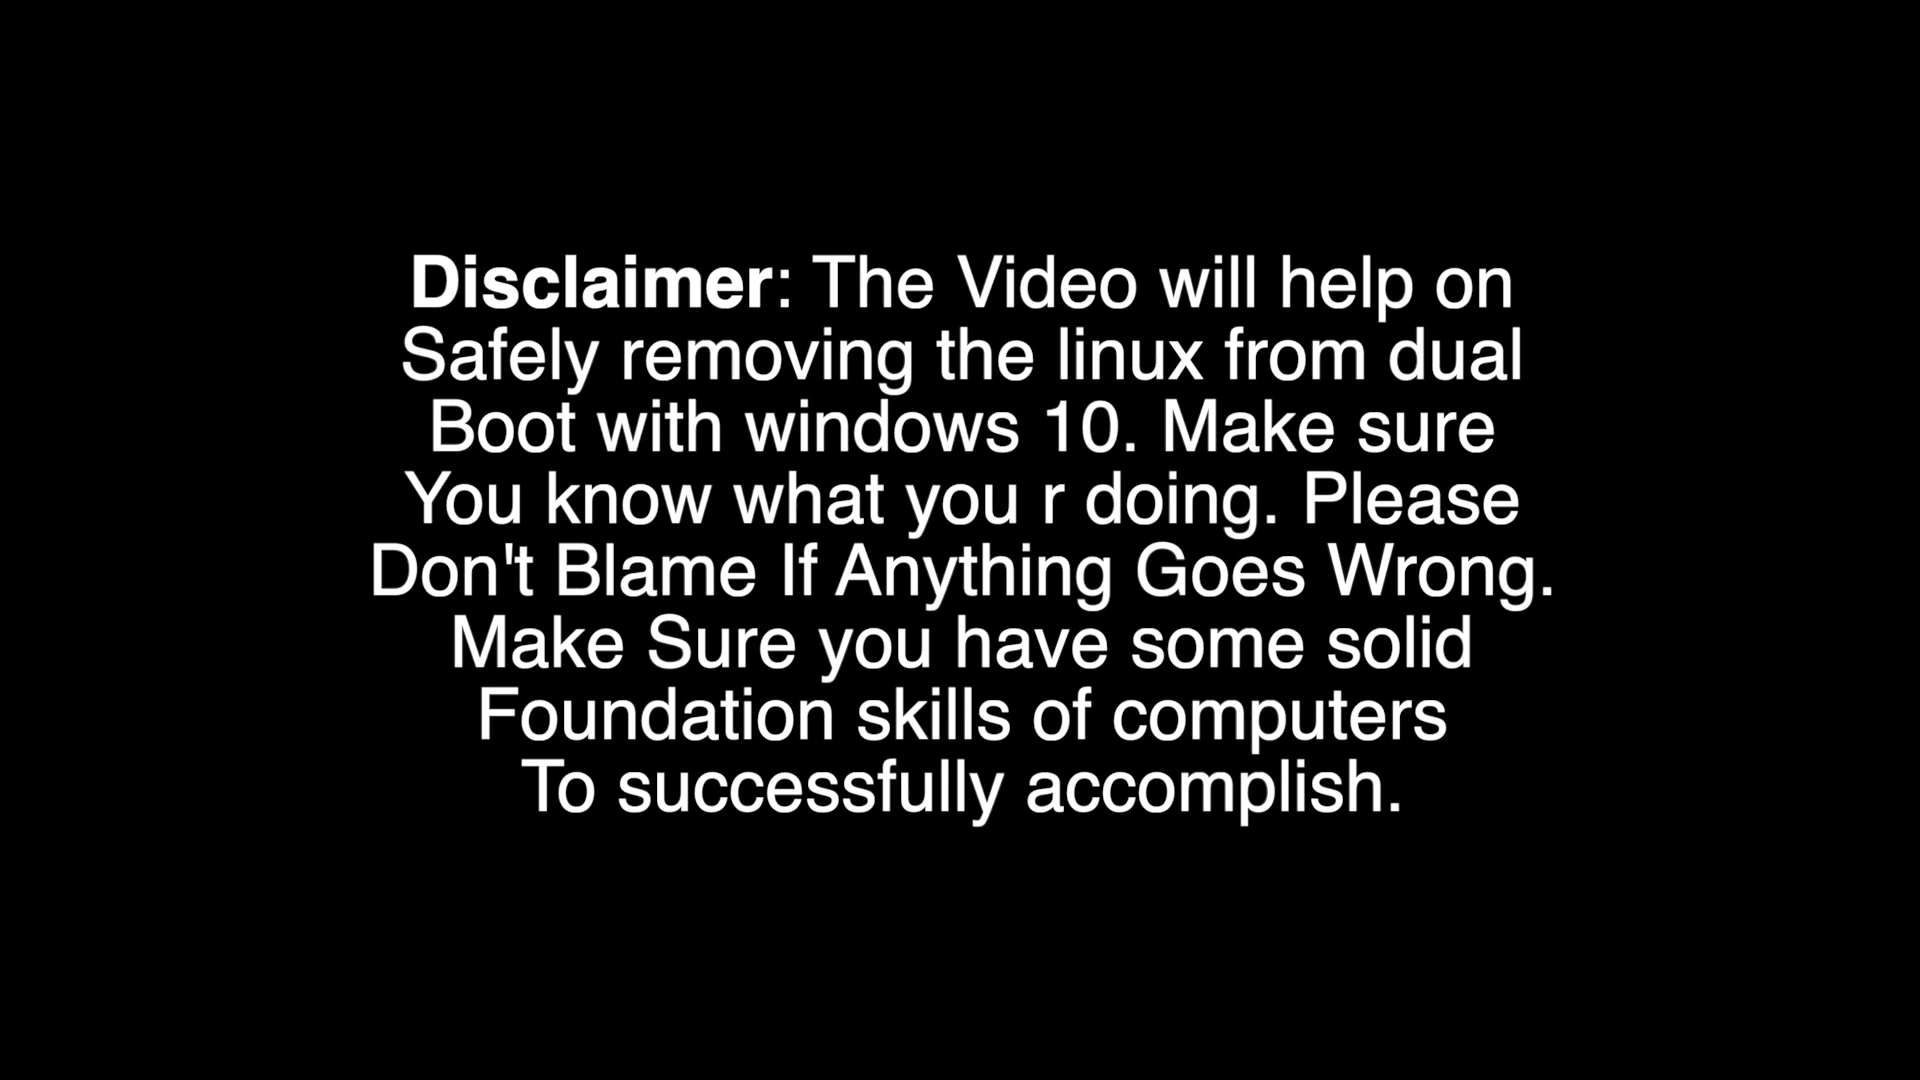 Disclaimer: The Video will help on
Safely removing the linux from dual
Boot with windows 10. Make sure
You know what you r doing. Please
Don't Blame If Anything Goes Wrong.
Make Sure you have some solid
Foundation skills of computers
To successfully accomplish.